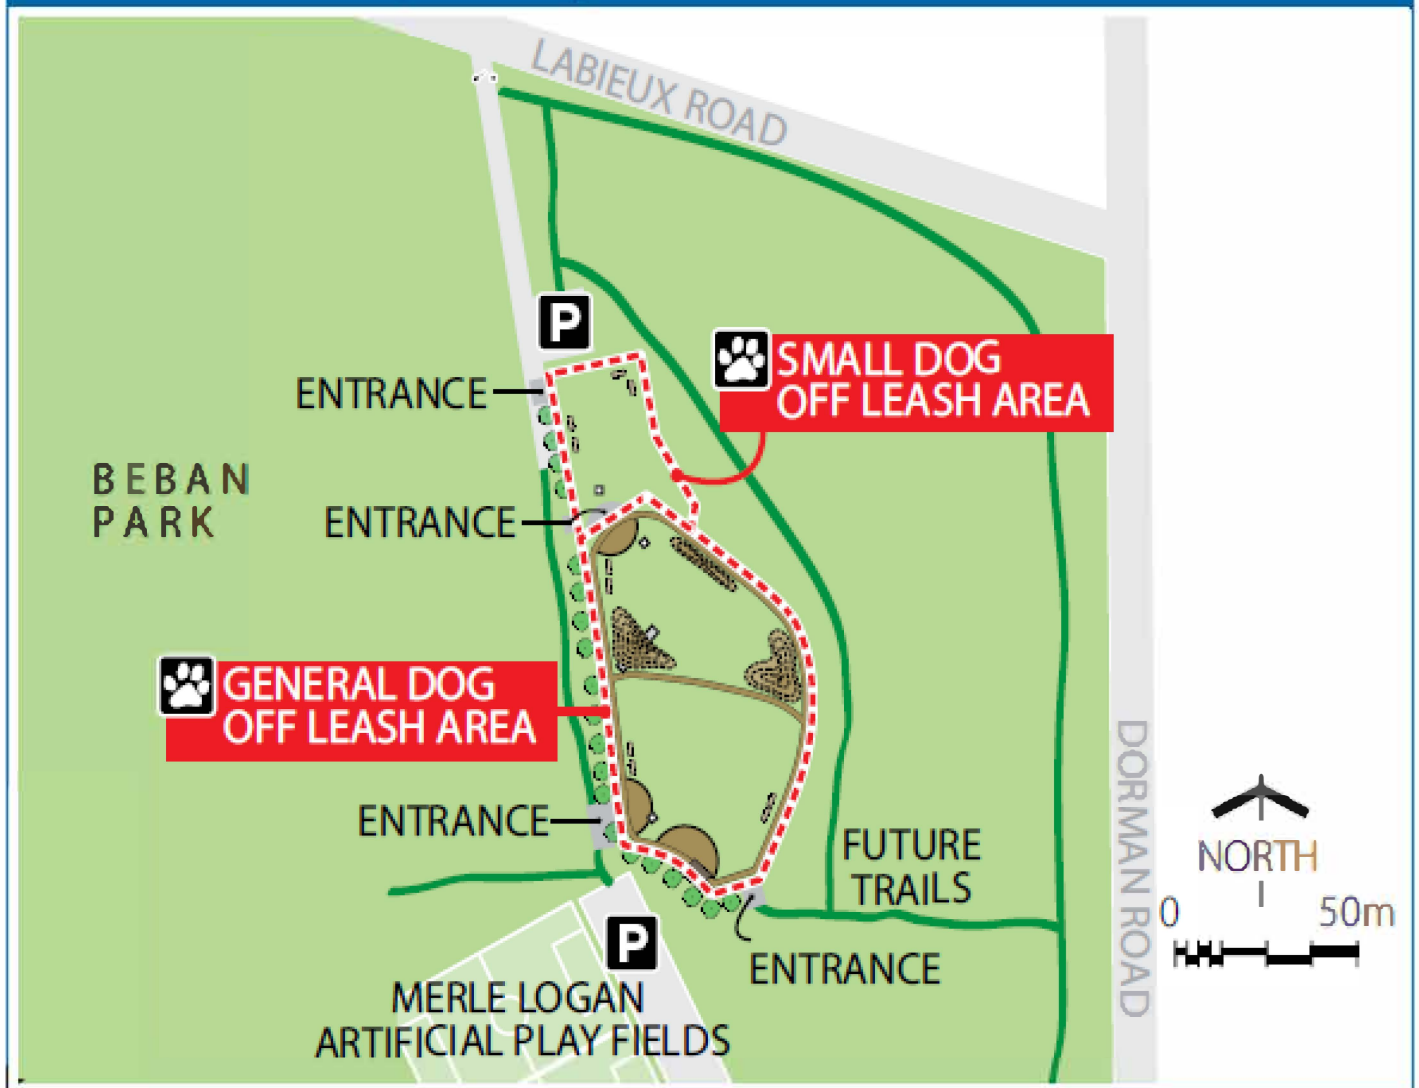 LABIEUX ROAD
P
SMALL DOG
OFF LEASH AREA
ENTRANCE
BEBAN
PARK
ENTRANCE
GENERAL DOG
OFF LEASH AREA
ENTRANCE
FUTURE
TRAILS
DORMAN ROAD
NORTH
0 50m
P
ENTRANCE
MERLE LOGAN
ARTIFICIAL PLAY FIELDS